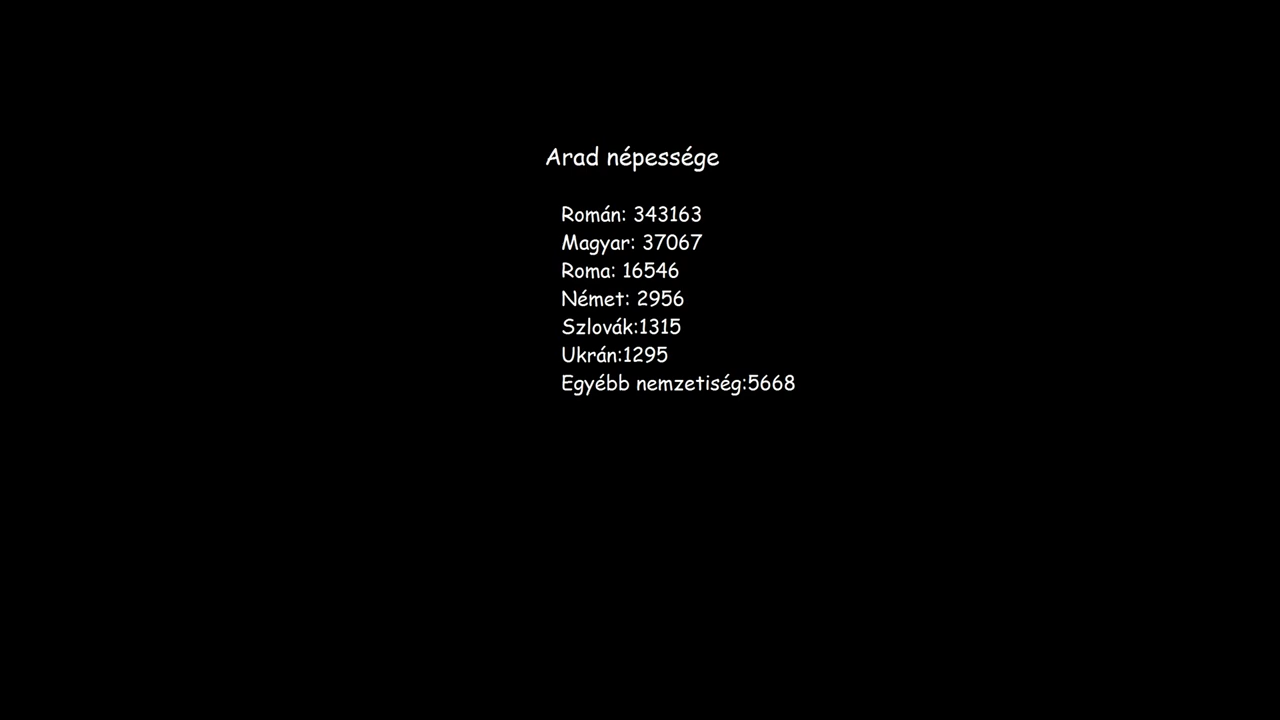 Arad népessége
Román: 343163
Magyar: 37067
Roma: 16546
Német: 2956
Szlovák:1315
Ukrán:1295
Egyébb nemzetiség:5668